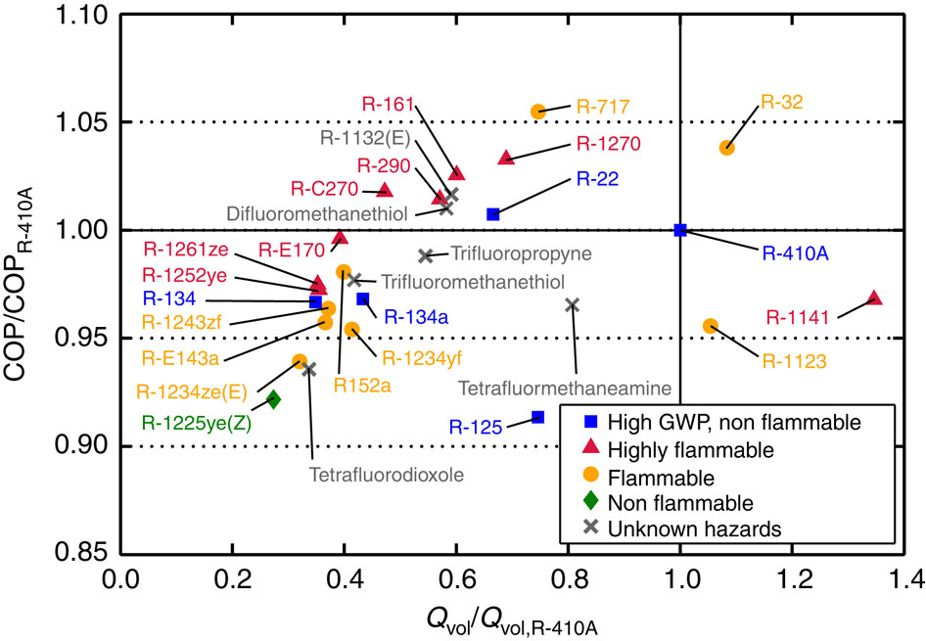 1.10
R-161
R-717
R-32
1.05
R-1132(E)
R-1270
R-290
R-22
R-C270
Difluoromethanethiol
1.00
R-1261ze
R-E170
Trifluoropropyne
R-410A
R-1252ye
Trifluoromethanethiol
R-134
R-134a
R-1141
R-1243zf
0.95
R-E143a
R-1234yf
R-1123
R-1234ze(E)
R152a
Tetrafluormethaneamine
R-1225ye(Z)
R-125
0.90
Tetrafluorodioxole
High GWP, non flammable
Highly flammable
Flammable
Non flammable
Unknown hazards
0.85
0.0 0.2 0.4 0.6 0.8 1.0 1.2 1.4
Qvol/Qvol,R-410A
COP/COPR-410A